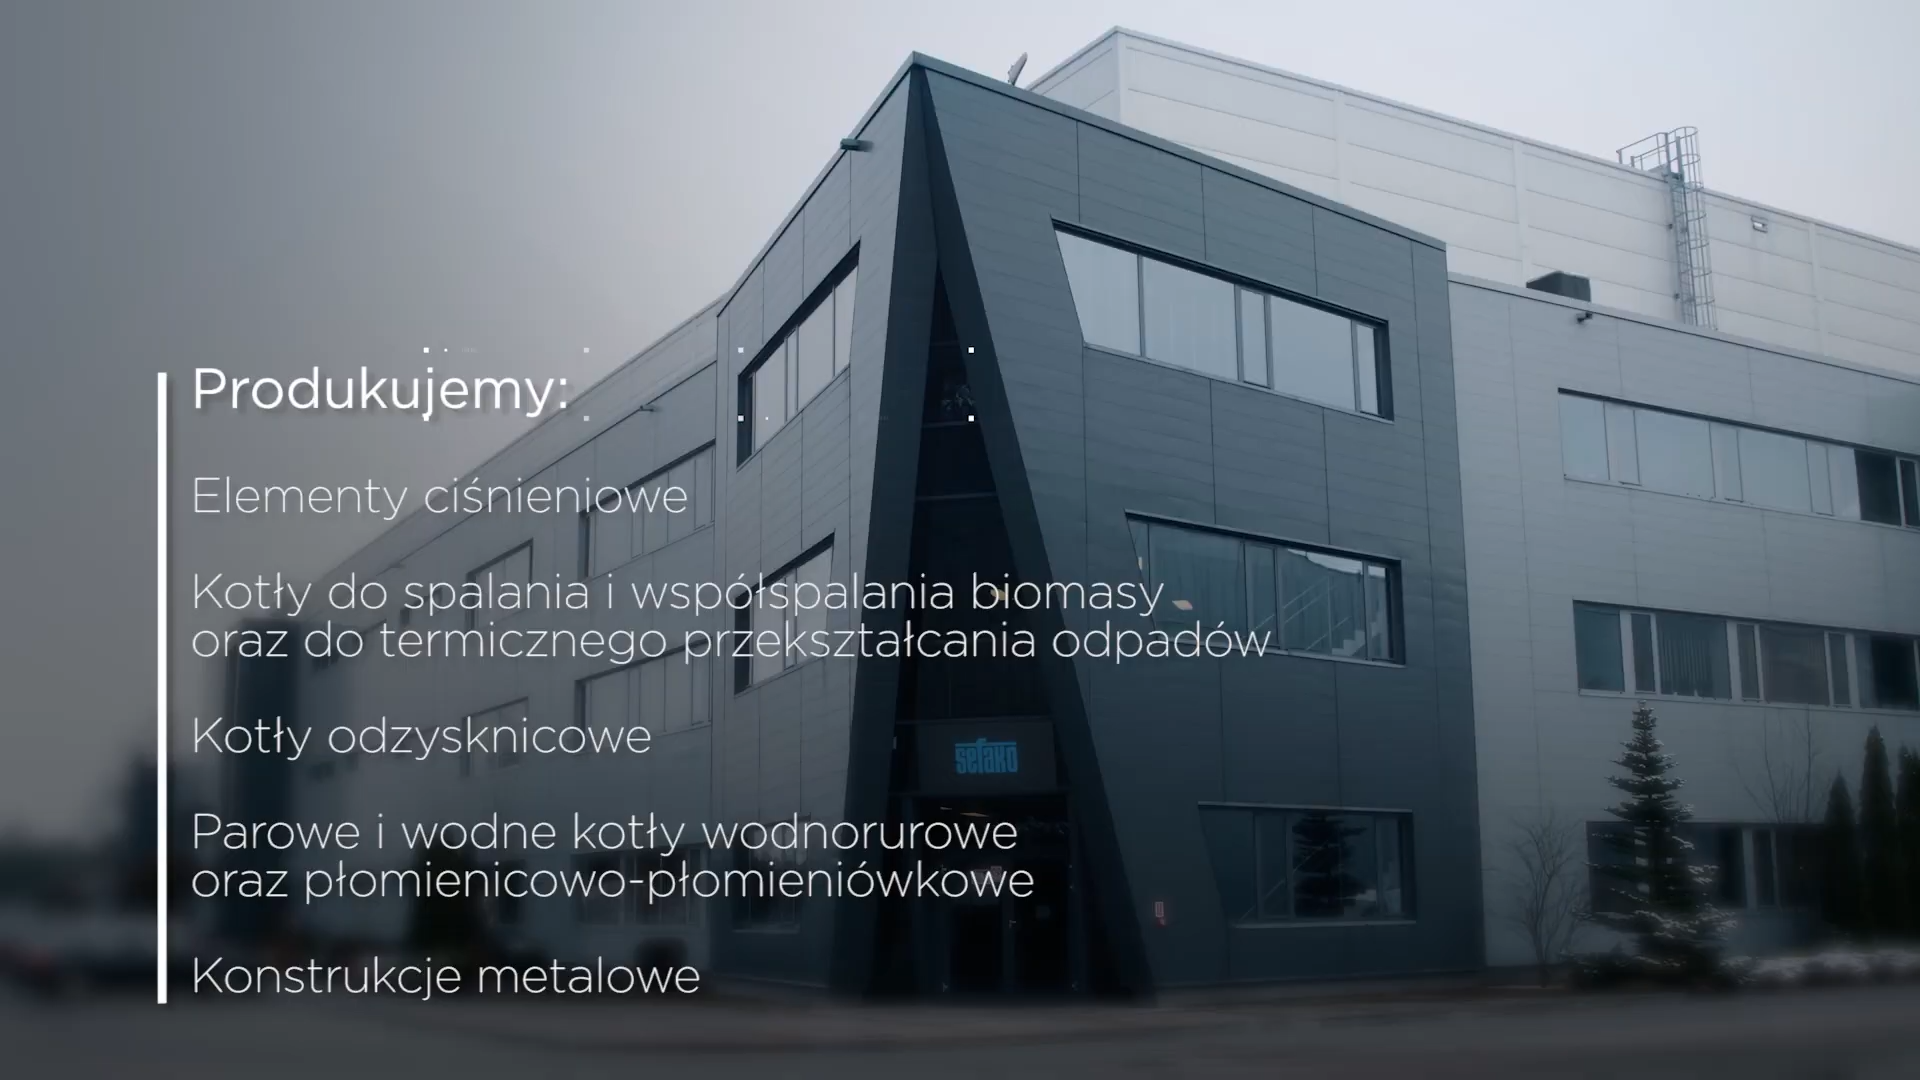 Produkujemy:
Elementy ciśnieniowe
Kotły do spalania i współspalania biomasy
oraz do termicznego przekształcania odpadów
Kotły odzysknicowe
sefako
Parowe i wodne kotły wodnorurowe
oraz płomienicowo-płomieniówkowe
Konstrukcje metalowe